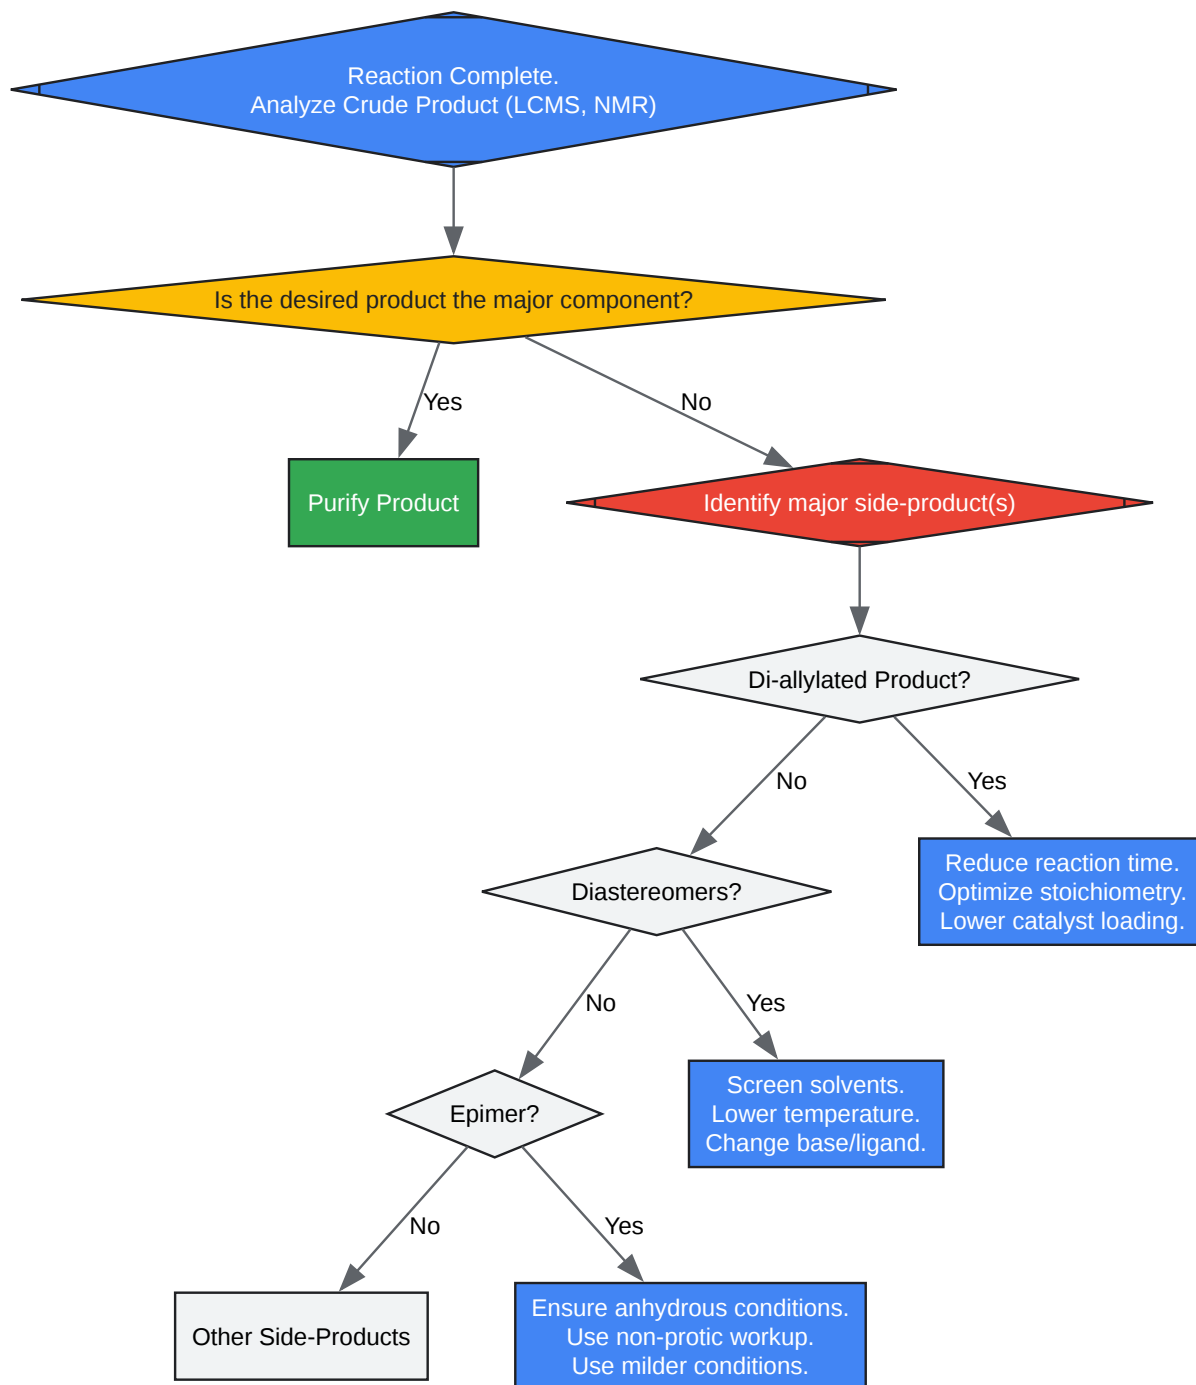 Reaction Complete.
Analyze Crude Product (LCMS, NMR)
Is the desired product the major component?
Yes
No
Purify Product
Identify major side-product(s)
Di-allylated Product?
No
Yes
Reduce reaction time.
Optimize stoichiometry.
Lower catalyst loading.
Diastereomers?
No
Yes
Screen solvents.
Lower temperature.
Change base/ligand.
Epimer?
No
Yes
Other Side-Products
Ensure anhydrous conditions.
Use non-protic workup.
Use milder conditions.